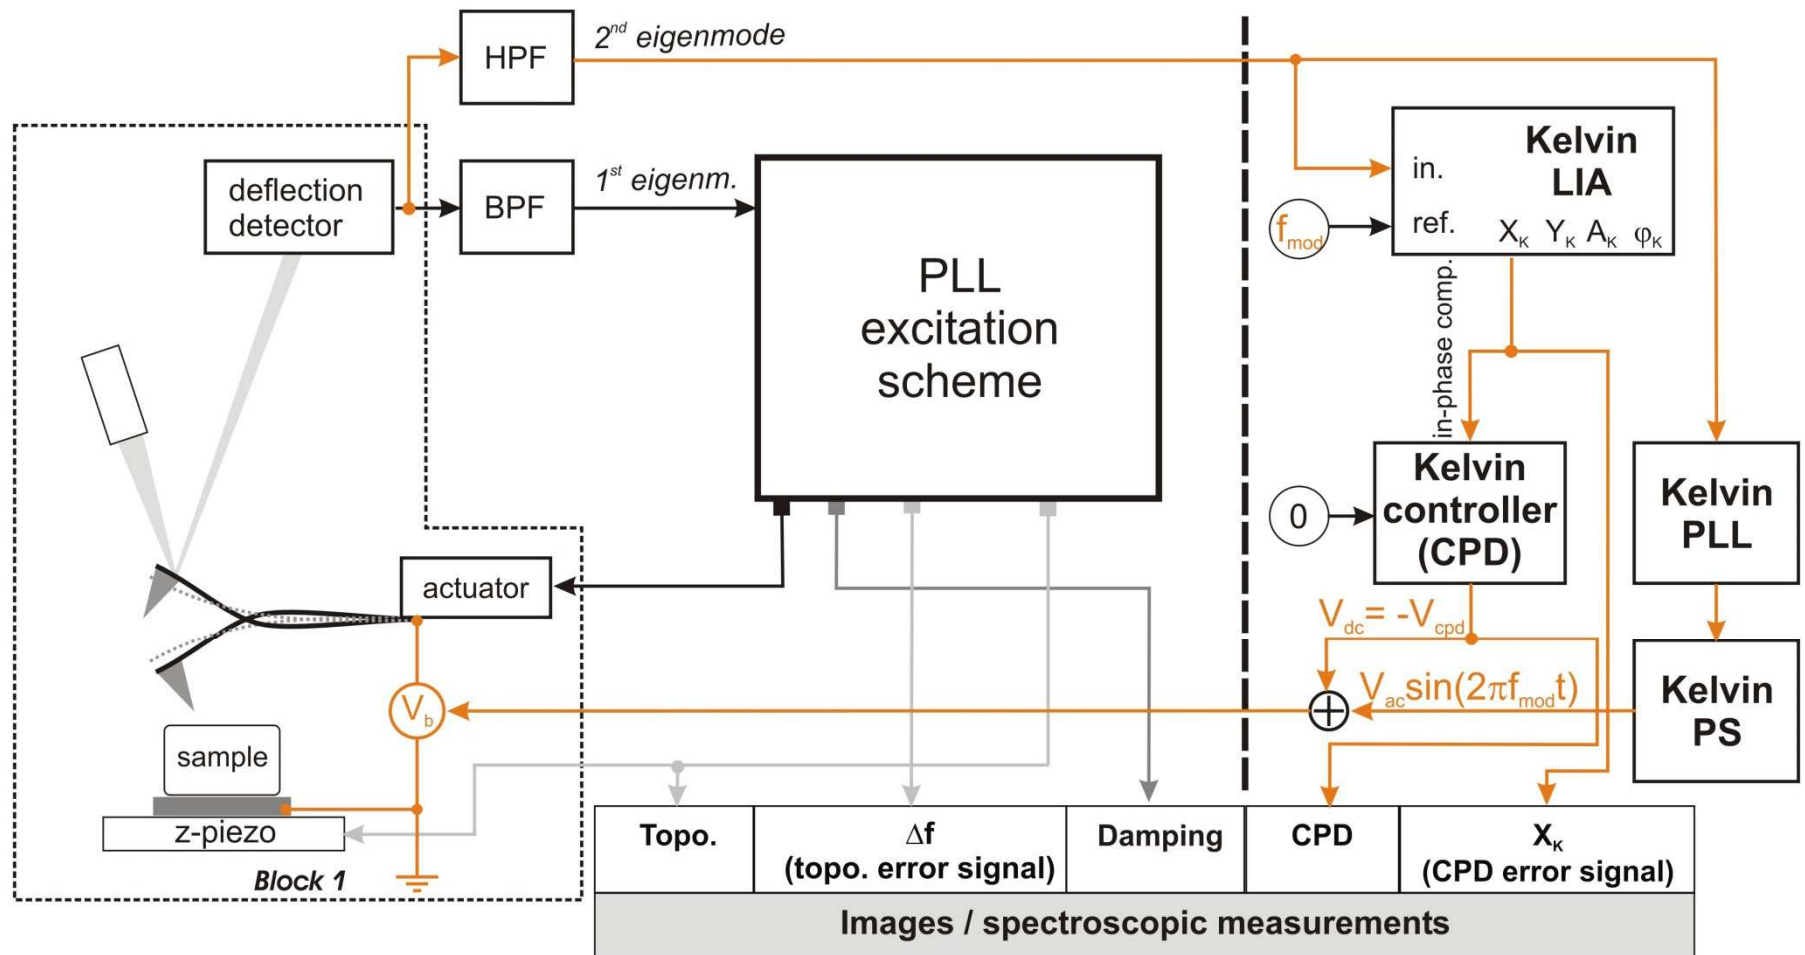 HPF
2nd eigenmode
deflection
detector
BPF
1st eigenm.
PLL
excitation
scheme
Kelvin
LIA
in.
ref.
XK YK AK φK
fmod
in-phase comp.
Kelvin
controller
(CPD)
0
Kelvin
PLL
actuator
Vdc= -Vcpd
Vacsin(2πfmodt)
Kelvin
PS
Vb
sample
z-piezo
Block 1
Topo.
Δf
(topo. error signal)
Damping
CPD
XK
(CPD error signal)
Images / spectroscopic measurements